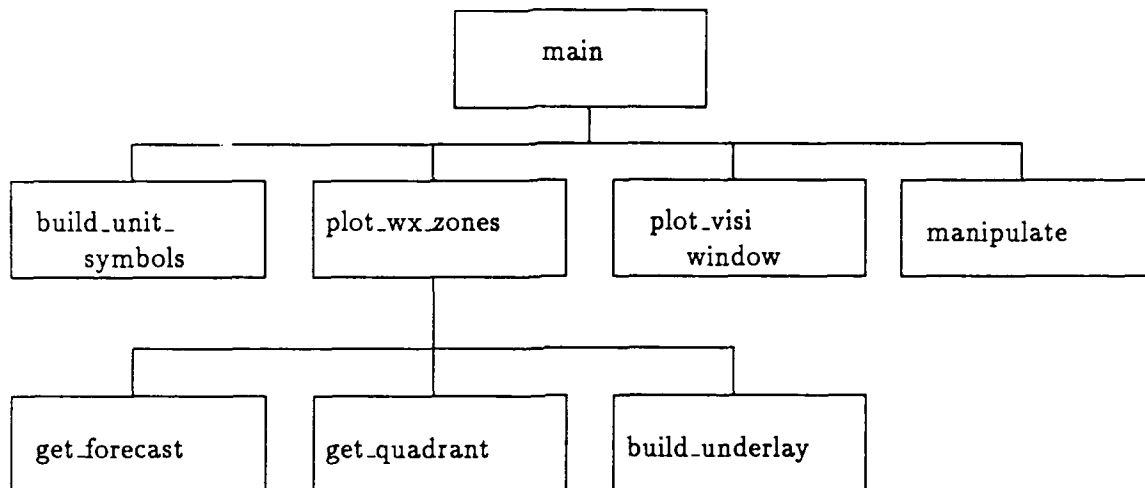 main
build_unit_
symbols
plot_wx_zones
plot_visi
window
manipulate
get_forecast
get_quadrant
build_underlay